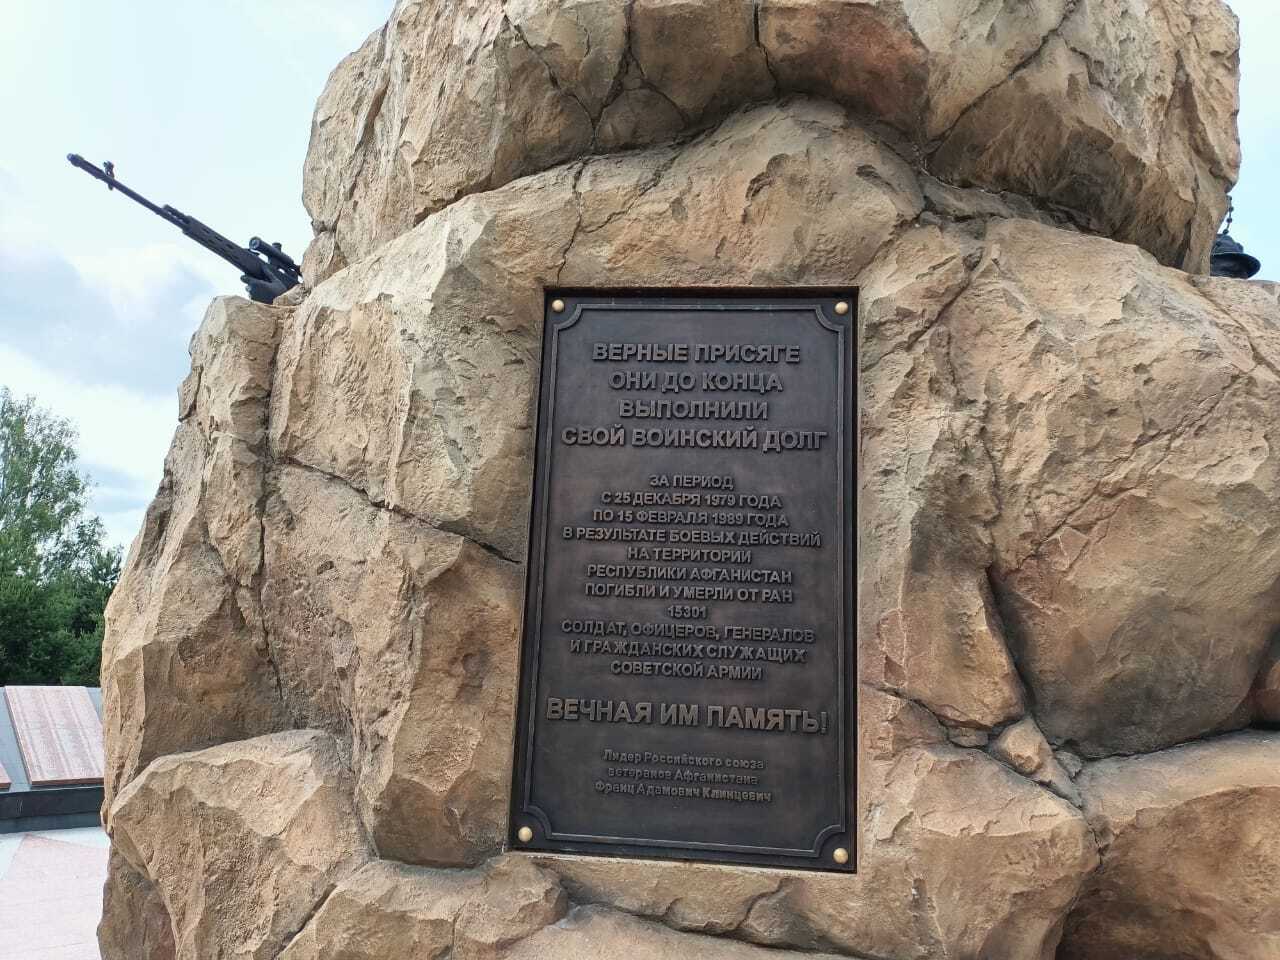 ВЕРНЫЕ ПРИСЯГЕ
ОНИ ДО КОНЦА
ВЫПОЛНИЛИ
СВОЙ ВОИНСКИЙ ДОЛГ
ЗА ПЕРИОД
С 25 ДЕКАБРЯ 1979 ГОДА
ПО 15 ФЕВРАЛЯ 1989 ГОДА
В РЕЗУЛЬТАТЕ БОЕВЫХ ДЕЙСТВИЙ
НА ТЕРРИТОРИИ
РЕСПУБЛИКИ АФГАНИСТАН
ПОГИБЛИ И УМЕРЛИ ОТ РАН
15301
СОЛДАТ, ОФИЦЕРОВ, ГЕНЕРАЛОВ
И ГРАЖДАНСКИХ СЛУЖАЩИХ
СОВЕТСКОЙ АРМИИ
ВЕЧНАЯ ИМ ПАМЯТЬ!
Лидер Российского союза
ветеранов Афганистана
Франц Адамович Клинцевич